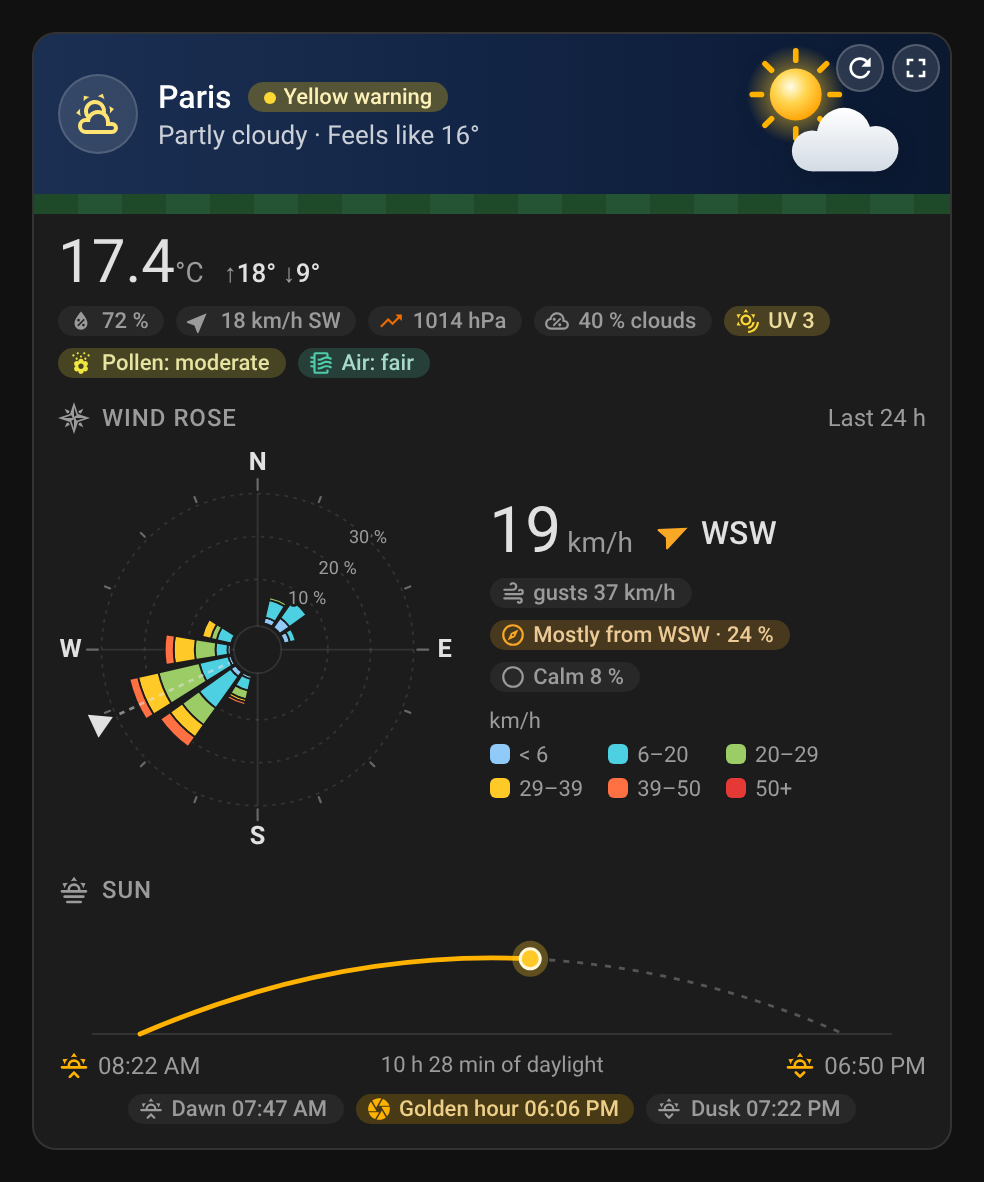 Paris Yellow warning
Partly cloudy · Feels like 16°
17.4°C ↑18° ↓9°
72 % 18 km/h SW 1014 hPa 40 % clouds UV 3
Pollen: moderate Air: fair
WIND ROSE Last 24 h
N
30 %
20 %
10 %
W E
S
19 km/h WSW
gusts 37 km/h
Mostly from WSW · 24 %
Calm 8 %
km/h
< 6 6–20 20–29
29–39 39–50 50+
SUN
08:22 AM 10 h 28 min of daylight 06:50 PM
Dawn 07:47 AM Golden hour 06:06 PM Dusk 07:22 PM